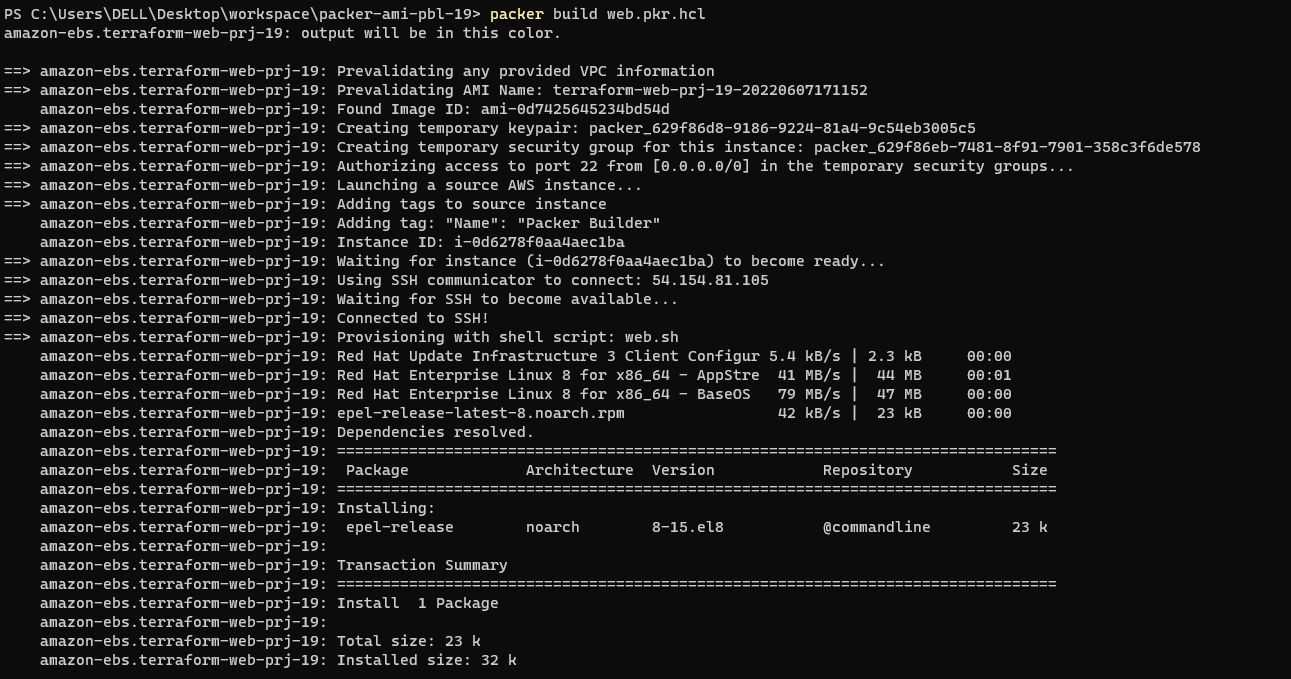 PS C:\Users\DELL\Desktop\workspace\packer-ami-pbl-19> packer build web.pkr.hcl
amazon-ebs.terraform-web-prj-19: output will be in this color.
==> amazon-ebs.terraform-web-prj-19: Prevalidating any provided VPC information
==> amazon-ebs.terraform-web-prj-19: Prevalidating AMI Name: terraform-web-prj-19-20220607171152
    amazon-ebs.terraform-web-prj-19: Found Image ID: ami-0d7425645234bd54d
==> amazon-ebs.terraform-web-prj-19: Creating temporary keypair: packer_629f86d8-9186-9224-81a4-9c54eb3005c5
==> amazon-ebs.terraform-web-prj-19: Creating temporary security group for this instance: packer_629f86eb-7481-8f91-7901-358c3f6de578
==> amazon-ebs.terraform-web-prj-19: Authorizing access to port 22 from [0.0.0.0/0] in the temporary security groups...
==> amazon-ebs.terraform-web-prj-19: Launching a source AWS instance...
==> amazon-ebs.terraform-web-prj-19: Adding tags to source instance
    amazon-ebs.terraform-web-prj-19: Adding tag: "Name": "Packer Builder"
    amazon-ebs.terraform-web-prj-19: Instance ID: i-0d6278f0aa4aec1ba
==> amazon-ebs.terraform-web-prj-19: Waiting for instance (i-0d6278f0aa4aec1ba) to become ready...
==> amazon-ebs.terraform-web-prj-19: Using SSH communicator to connect: 54.154.81.105
==> amazon-ebs.terraform-web-prj-19: Waiting for SSH to become available...
==> amazon-ebs.terraform-web-prj-19: Connected to SSH!
==> amazon-ebs.terraform-web-prj-19: Provisioning with shell script: web.sh
    amazon-ebs.terraform-web-prj-19: Red Hat Update Infrastructure 3 Client Configur 5.4 kB/s | 2.3 kB     00:00
    amazon-ebs.terraform-web-prj-19: Red Hat Enterprise Linux 8 for x86_64 - AppStre  41 MB/s |  44 MB     00:01
    amazon-ebs.terraform-web-prj-19: Red Hat Enterprise Linux 8 for x86_64 - BaseOS   79 MB/s |  47 MB     00:00
    amazon-ebs.terraform-web-prj-19: epel-release-latest-8.noarch.rpm                 42 kB/s |  23 kB     00:00
    amazon-ebs.terraform-web-prj-19: Dependencies resolved.
    amazon-ebs.terraform-web-prj-19: ================================================================================
    amazon-ebs.terraform-web-prj-19:  Package             Architecture  Version            Repository           Size
    amazon-ebs.terraform-web-prj-19: ================================================================================
    amazon-ebs.terraform-web-prj-19: Installing:
    amazon-ebs.terraform-web-prj-19:  epel-release        noarch        8-15.el8           @commandline         23 k
    amazon-ebs.terraform-web-prj-19:
    amazon-ebs.terraform-web-prj-19: Transaction Summary
    amazon-ebs.terraform-web-prj-19: ================================================================================
    amazon-ebs.terraform-web-prj-19: Install  1 Package
    amazon-ebs.terraform-web-prj-19:
    amazon-ebs.terraform-web-prj-19: Total size: 23 k
    amazon-ebs.terraform-web-prj-19: Installed size: 32 k